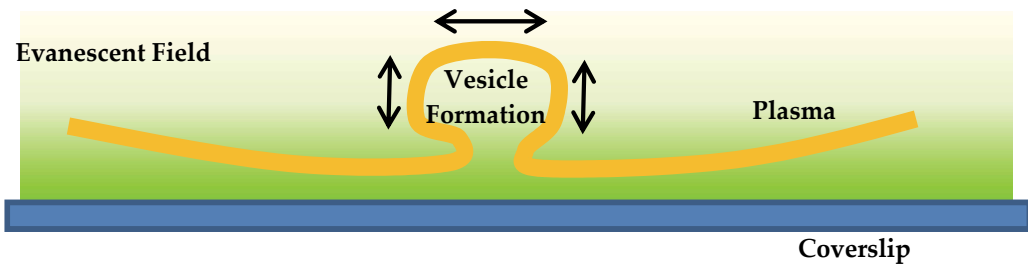 Evanescent Field
Vesicle
Formation
Plasma
Coverslip